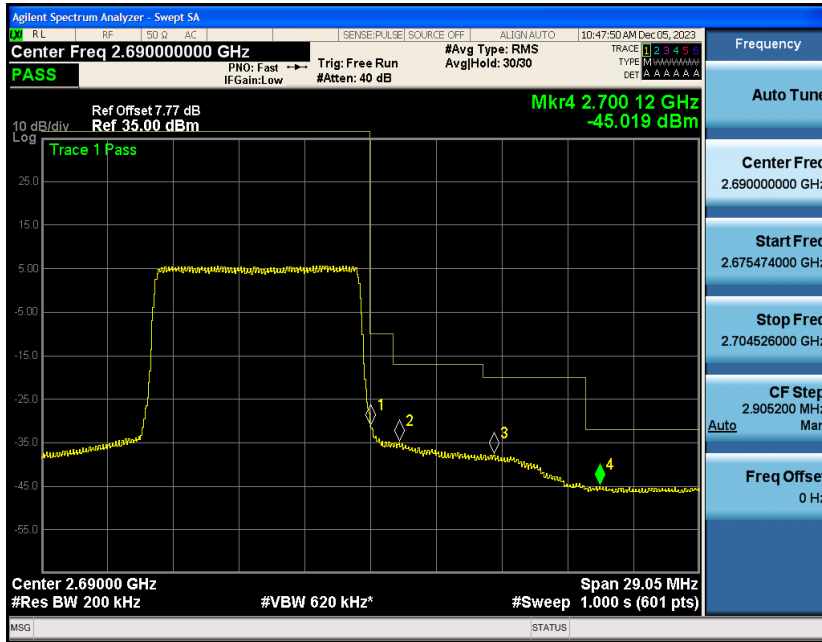 Agilent Spectrum Analyzer - Swept SA
RL RF 50 Ω AC SENSE:PULSE SOURCE OFF ALIGN AUTO 10:47:50 AM Dec 05, 2023
Center Freq 2.690000000 GHz
PASS
PNO: Fast
IFGain:Low
Trig: Free Run
#Atten: 40 dB
#Avg Type: RMS
Avg|Hold: 30/30
TRACE 1 2 3 4 5 6
TYPE M
DET A A A A A A
Ref Offset 7.77 dB
10 dB/div Ref 35.00 dBm
Log
Mkr4 2.700 12 GHz
-45.019 dBm
Trace 1 Pass
25.0
15.0
5.00
-5.00
-15.0
-25.0
-35.0
-45.0
-55.0
1
2
3
4
Center 2.69000 GHz Span 29.05 MHz
#Res BW 200 kHz #VBW 620 kHz* #Sweep 1.000 s (601 pts)
MSG STATUS
Frequency
Auto Tune
Center Freq
2.690000000 GHz
Start Freq
2.675474000 GHz
Stop Freq
2.704526000 GHz
CF Step
2.905200 MHz
Auto Man
Freq Offset
0 Hz